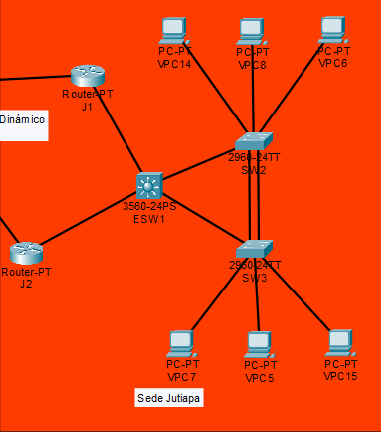 PC-PT
VPC14
PC-PT
VPC8
PC-PT
VPC6
Router-PT
J1
Dinámico
2960-24TT
SW2
3560-24PS
ESW1
2960-24TT
SW3
Router-PT
J2
PC-PT
VPC7
PC-PT
VPC5
PC-PT
VPC15
Sede Jutiapa